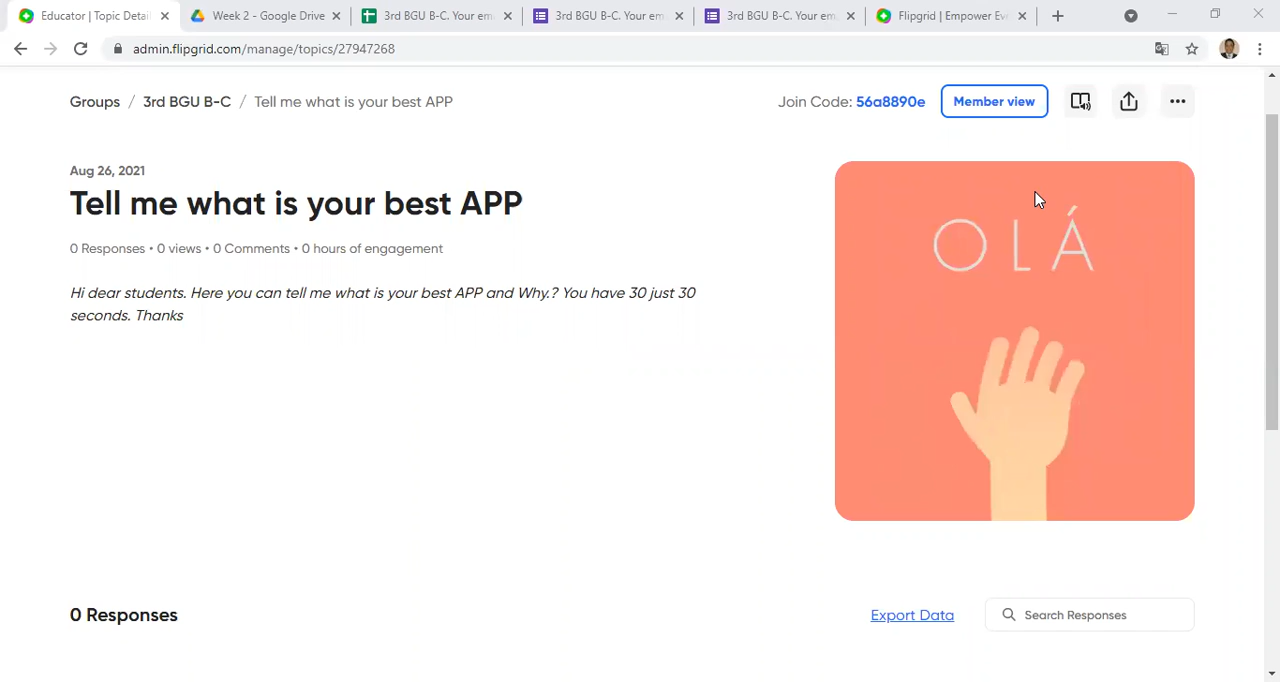 Educator | Topic Detai
Week 2 - Google Drive
3rd BGU B-C. Your em
3rd BGU B-C. Your em
3rd BGU B-C. Your em
Flipgrid | Empower Eve
admin.flipgrid.com/manage/topics/27947268
Groups / 3rd BGU B-C / Tell me what is your best APP
Join Code: 56a8890e
Member view
Aug 26, 2021
Tell me what is your best APP
0 Responses • 0 views • 0 Comments • 0 hours of engagement
Hi dear students. Here you can tell me what is your best APP and Why.? You have 30 just 30
seconds. Thanks
OLÁ
0 Responses
Export Data
Search Responses